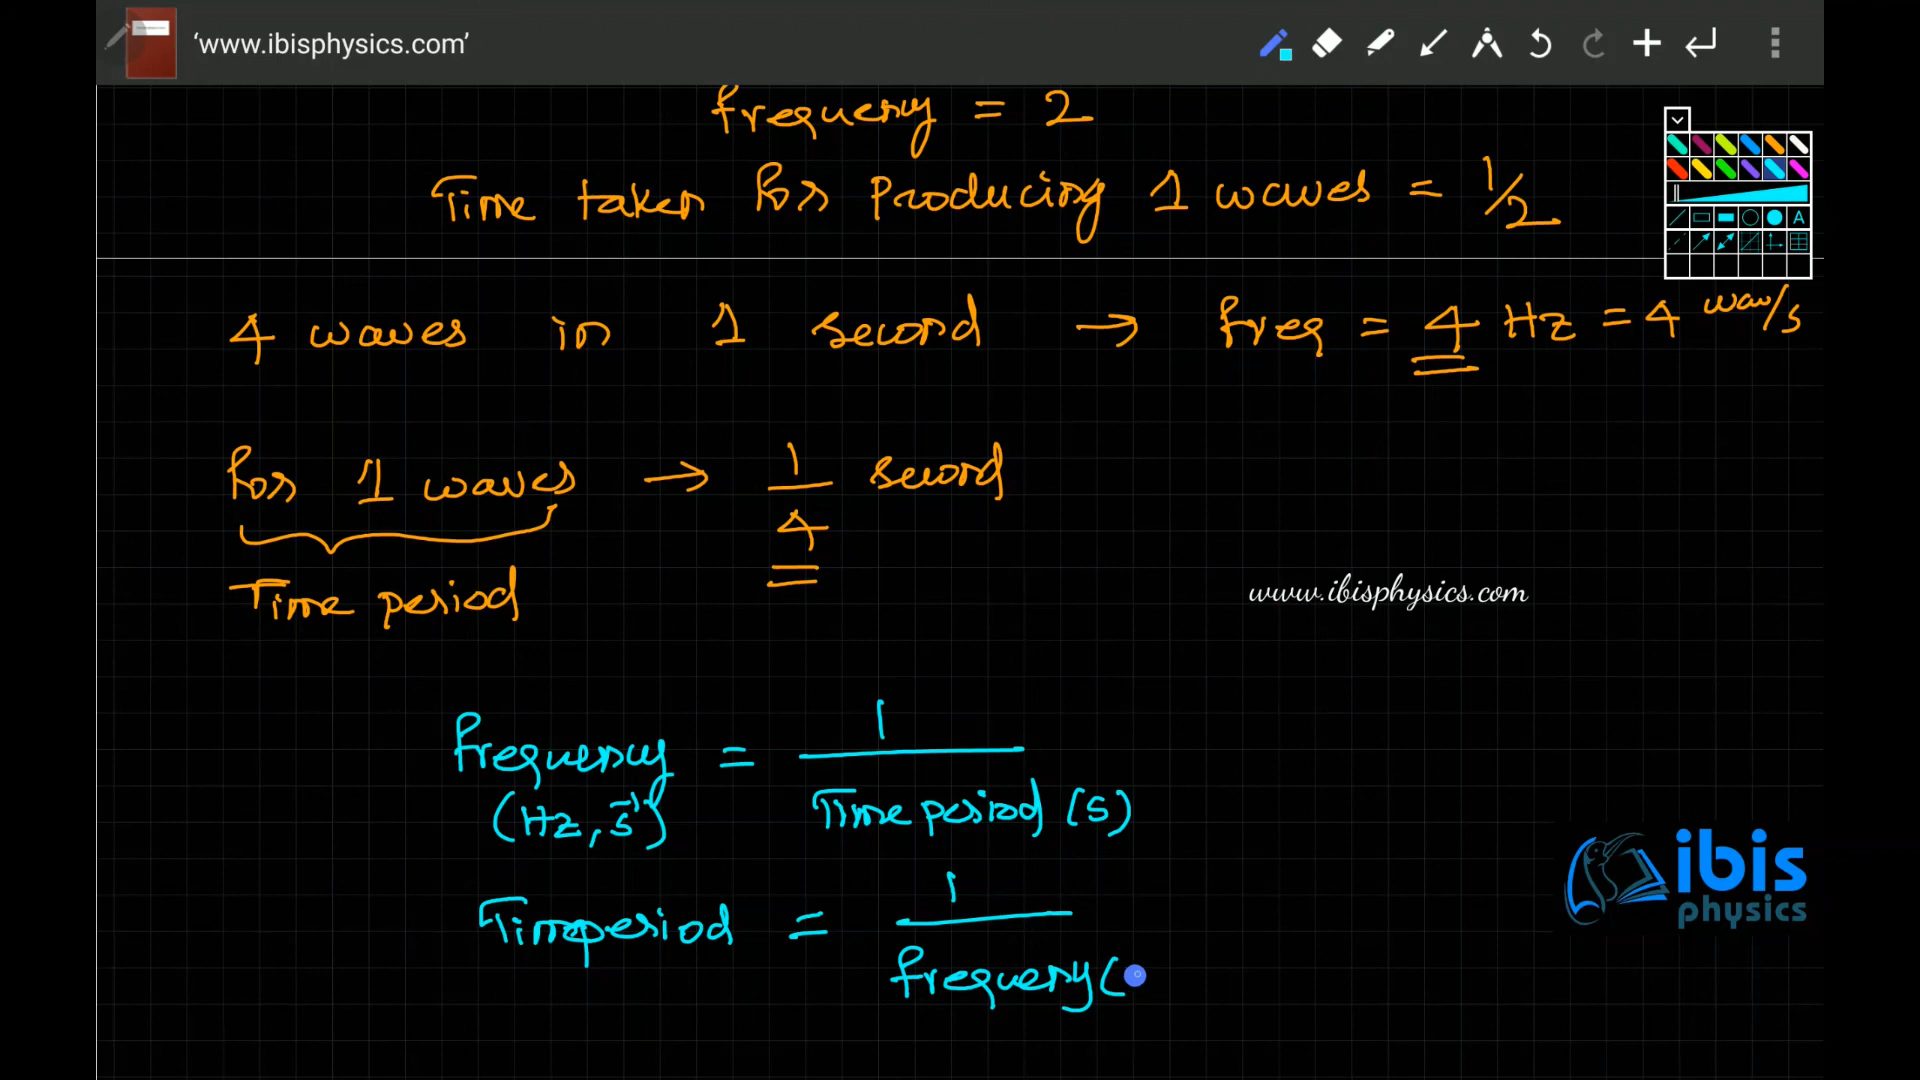 ‘www.ibisphysics.com’
frequency = 2
Time taken for producing 1 waves = 1/2
4 waves in 1 second → freq = 4 Hz = 4 wav/s
for 1 waves → 1/4 second
Time period
www.ibisphysics.com
frequency = 1 / Time period (s)
(Hz, s⁻¹)
Timeperiod = 1 / frequency (
ibis
physics
A